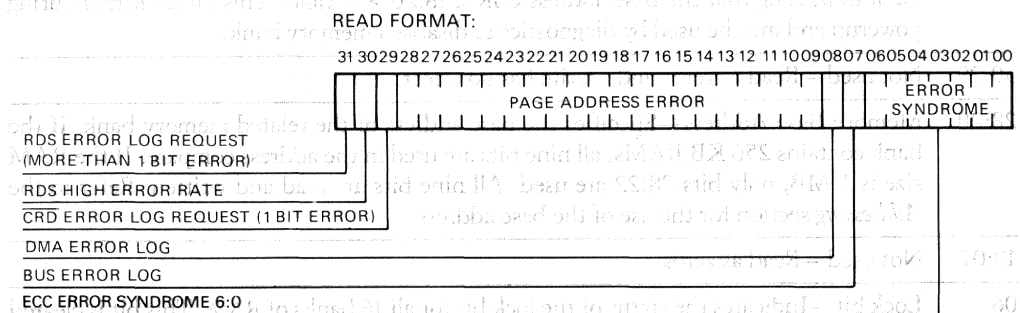 READ FORMAT:
31 30 29 28 27 26 25 24 23 22 21 20 19 18 17 16 15 14 13 12 11 10 09 08 07 06 05 04 03 02 01 00
PAGE ADDRESS ERROR
ERROR
SYNDROME
RDS ERROR LOG REQUEST
(MORE THAN 1 BIT ERROR)
RDS HIGH ERROR RATE
CRD ERROR LOG REQUEST (1 BIT ERROR)
DMA ERROR LOG
BUS ERROR LOG
ECC ERROR SYNDROME 6:0